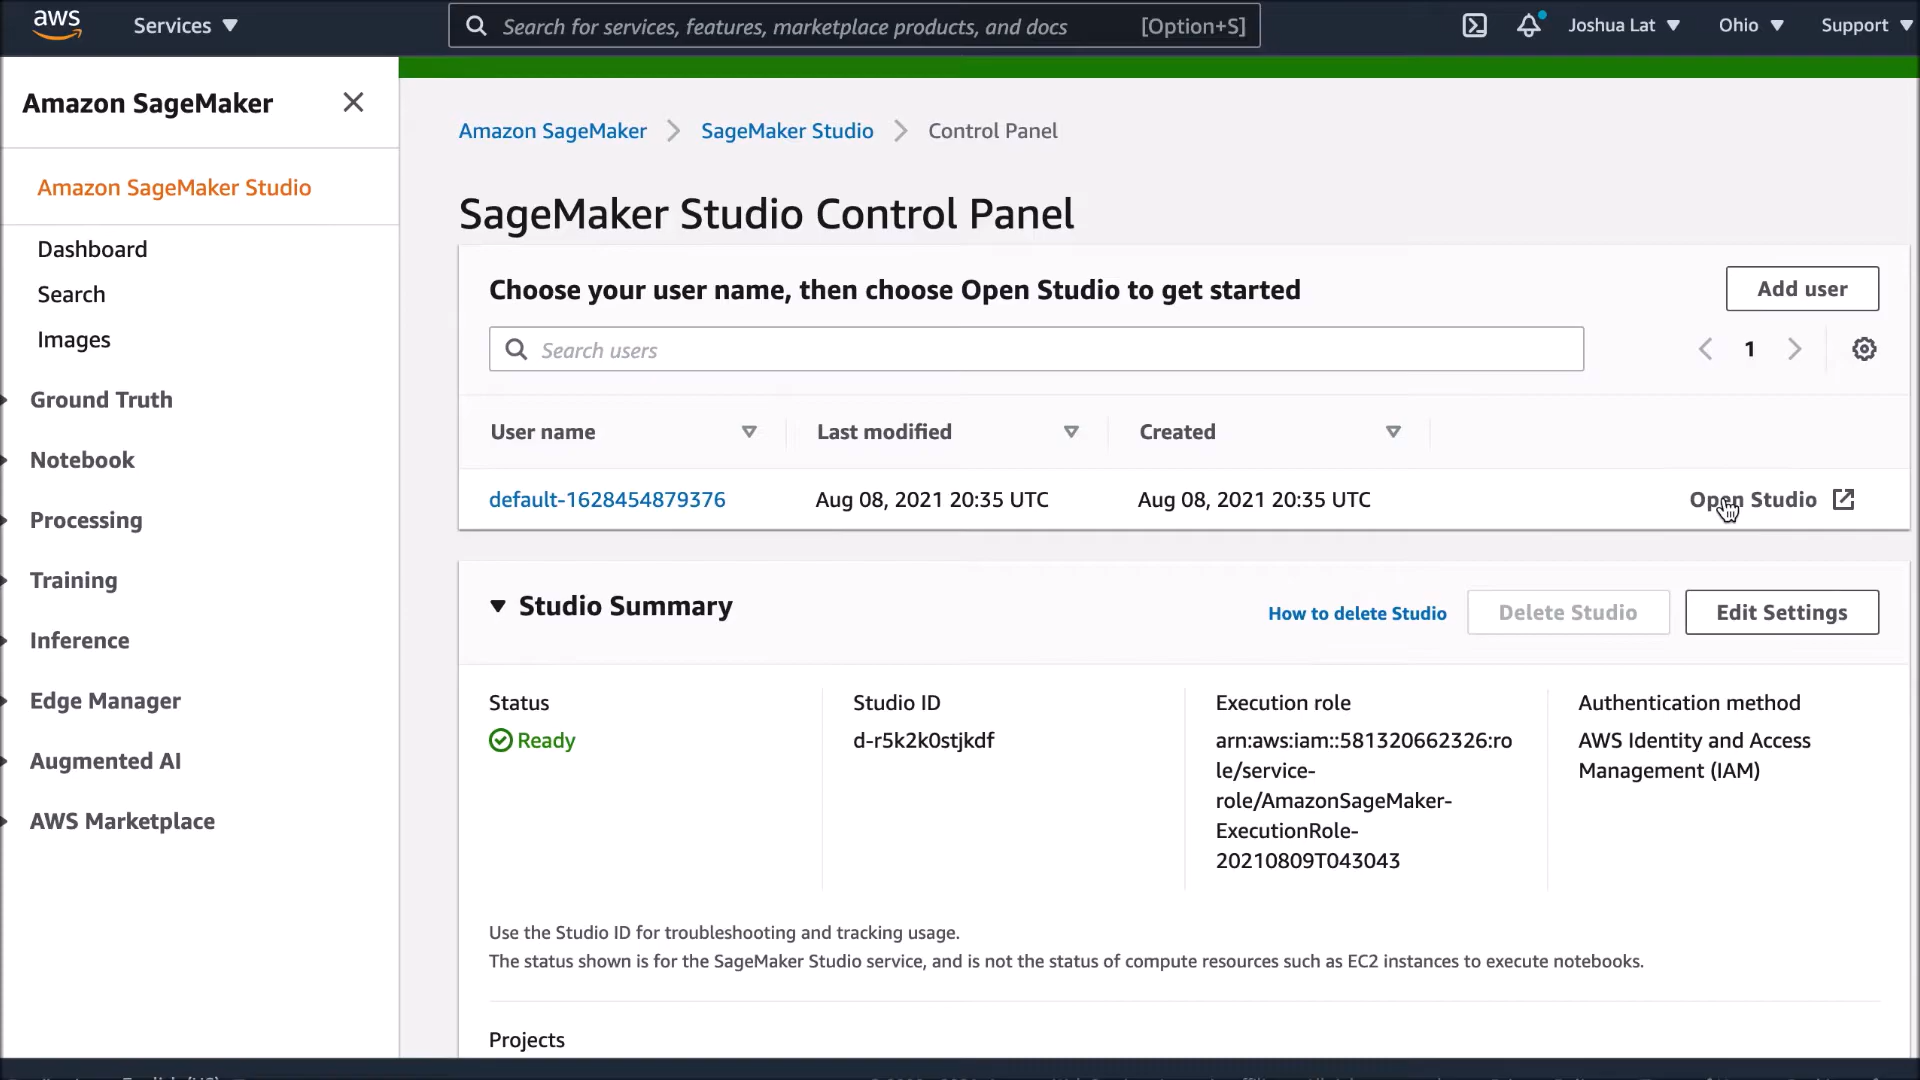 aws
Services
Search for services, features, marketplace products, and docs
[Option+S]
Joshua Lat
Ohio
Support
Amazon SageMaker
Amazon SageMaker Studio
Dashboard
Search
Images
Ground Truth
Notebook
Processing
Training
Inference
Edge Manager
Augmented AI
AWS Marketplace
Amazon SageMaker
SageMaker Studio
Control Panel
SageMaker Studio Control Panel
Choose your user name, then choose Open Studio to get started
Add user
Search users
1
User name
Last modified
Created
default-1628454879376
Aug 08, 2021 20:35 UTC
Aug 08, 2021 20:35 UTC
Open Studio
Studio Summary
How to delete Studio
Delete Studio
Edit Settings
Status
Ready
Studio ID
d-r5k2k0stjkdf
Execution role
arn:aws:iam::581320662326:ro
le/service-
role/AmazonSageMaker-
ExecutionRole-
20210809T043043
Authentication method
AWS Identity and Access
Management (IAM)
Use the Studio ID for troubleshooting and tracking usage.
The status shown is for the SageMaker Studio service, and is not the status of compute resources such as EC2 instances to execute notebooks.
Projects